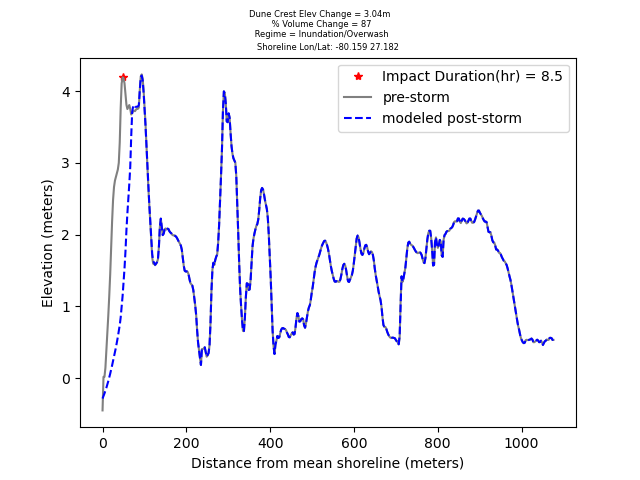 Dune Crest Elev Change = 3.04m
% Volume Change = 87
Regime = Inundation/Overwash
Shoreline Lon/Lat: -80.159 27.182
Impact Duration(hr) = 8.5
pre-storm
modeled post-storm
Elevation (meters)
4
3
2
1
0
0 200 400 600 800 1000
Distance from mean shoreline (meters)